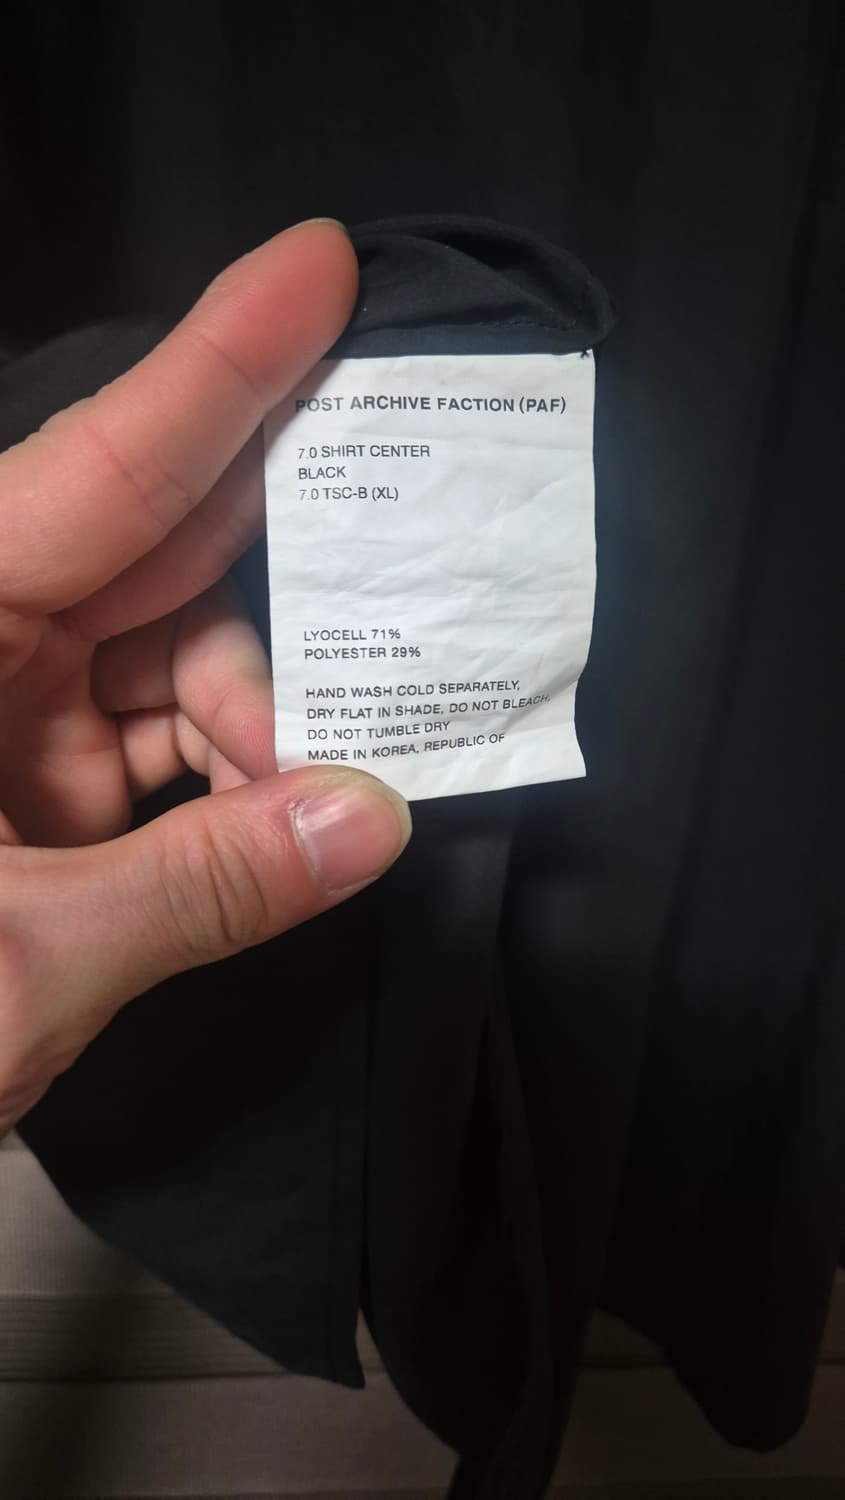 POST ARCHIVE FACTION (PAF)
7.0 SHIRT CENTER
BLACK
7.0 TSC-B (XL)
LYOCELL 71%
POLYESTER 29%
HAND WASH COLD SEPARATELY,
DRY FLAT IN SHADE, DO NOT BLEACH,
DO NOT TUMBLE DRY
MADE IN KOREA, REPUBLIC OF